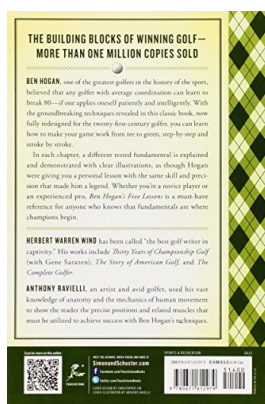 THE BUILDING BLOCKS OF WINNING GOLF—
MORE THAN ONE MILLION COPIES SOLD
BEN HOGAN, one of the greatest golfers in the history of the sport,
believed that any golfer with average coordination can learn to
break 80—if one applies oneself patiently and intelligently. With
the groundbreaking techniques revealed in this classic book, now
fully redesigned for the twenty-first-century golfer, you can learn
how to make your game work from tee to green, step-by-step and
stroke by stroke.
In each chapter, a different tested fundamental is explained
and demonstrated with clear illustrations, as though Hogan
were giving you a personal lesson with the same skill and preci-
sion that made him a legend. Whether you're a novice player or
an experienced pro, Ben Hogan's Five Lessons is a must-have
reference for anyone who knows that fundamentals are where
champions begin.
HERBERT WARREN WIND has been called "the best golf writer in
captivity." His works include Thirty Years of Championship Golf
(with Gene Sarazen), The Story of American Golf, and The
Complete Golfer.
ANTHONY RAVIELLI, an artist and avid golfer, used his vast
knowledge of anatomy and the mechanics of human movement
to show the reader the precise positions and related muscles that
must be utilized to achieve success with Ben Hogan's techniques.
SimonandSchuster.com
SPORTS & RECREATION
0422
51400
9 780671 612979